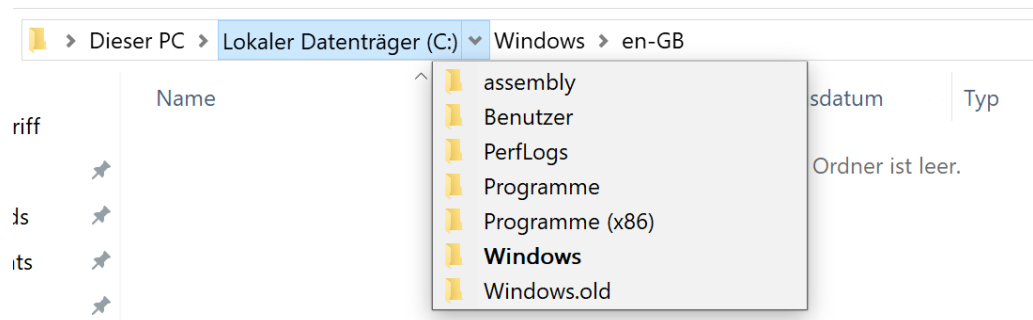 Dieser PC Lokaler Datenträger (C:) Windows en-GB
Name sdatum Typ
riff
ds
nts
Ordner ist leer.
assembly
Benutzer
PerfLogs
Programme
Programme (x86)
Windows
Windows.old